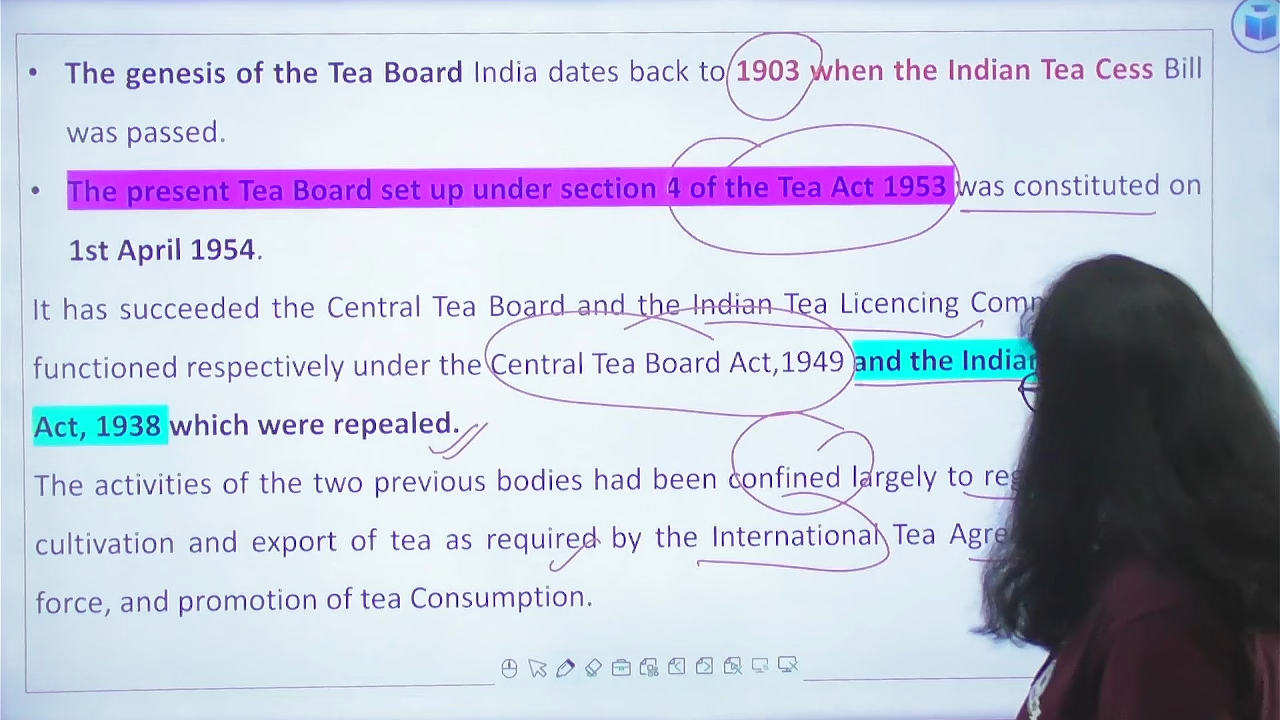 • The genesis of the Tea Board India dates back to 1903 when the Indian Tea Cess Bill
was passed.
• The present Tea Board set up under section 4 of the Tea Act 1953 was constituted on
1st April 1954.
It has succeeded the Central Tea Board and the Indian Tea Licencing
functioned respectively under the Central Tea Board Act,1949 and the
Act, 1938 which were repealed.
The activities of the two previous bodies had been confined largely to
cultivation and export of tea as required by the International Tea
force, and promotion of tea Consumption.